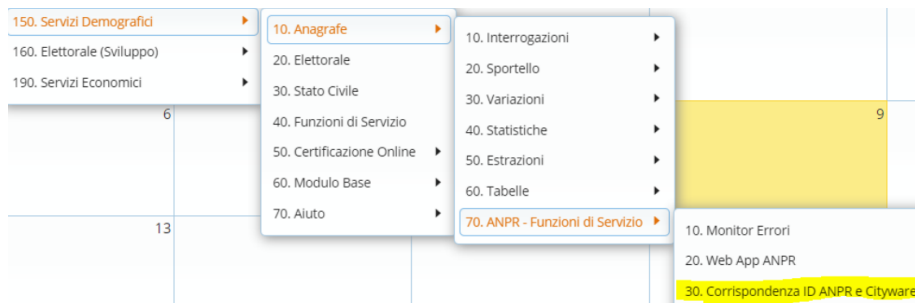 150. Servizi Demografici
160. Elettorale (Sviluppo)
190. Servizi Economici
10. Anagrafe
20. Elettorale
30. Stato Civile
40. Funzioni di Servizio
50. Certificazione Online
60. Modulo Base
70. Aiuto
10. Interrogazioni
20. Sportello
30. Variazioni
40. Statistiche
50. Estrazioni
60. Tabelle
70. ANPR - Funzioni di Servizio
10. Monitor Errori
20. Web App ANPR
30. Corrispondenza ID ANPR e Cityware
6
9
13